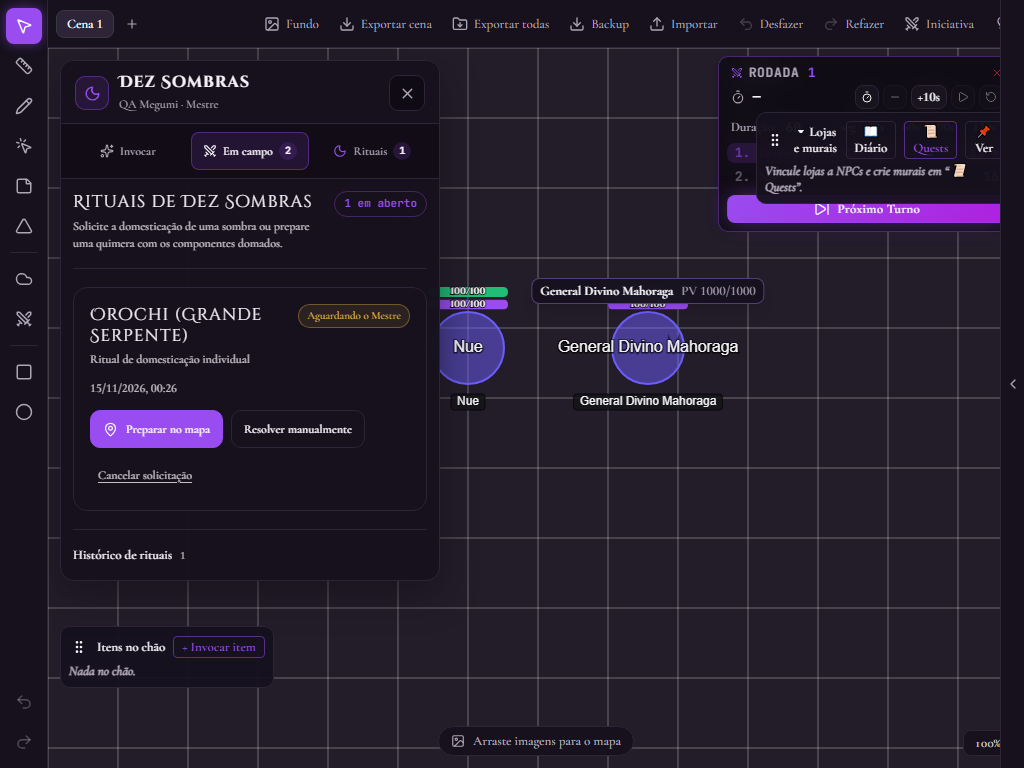 Cena 1
Fundo
Exportar cena
Exportar todas
Backup
Importar
Desfazer
Refazer
Iniciativa
Dez Sombras
QA Megumi · Mestre
Invocar
Em campo 2
Rituais 1
Rituais de Dez Sombras
1 em aberto
Solicite a domesticação de uma sombra ou prepare
uma quimera com os componentes domados.
Orochi (Grande
Serpente)
Aguardando o Mestre
Ritual de domesticação individual
15/11/2026, 00:26
Preparar no mapa
Resolver manualmente
Cancelar solicitação
Histórico de rituais 1
Itens no chão
+ Invocar item
Nada no chão.
100/100
100/100
Nue
Nue
General Divino Mahoraga PV 1000/1000
General Divino Mahoraga
General Divino Mahoraga
RODADA 1
+10s
1.
2.
Lojas
e murais
Diário
Quests
Ver
Vincule lojas a NPCs e crie murais em “
Quests”.
Próximo Turno
Arraste imagens para o mapa
100%